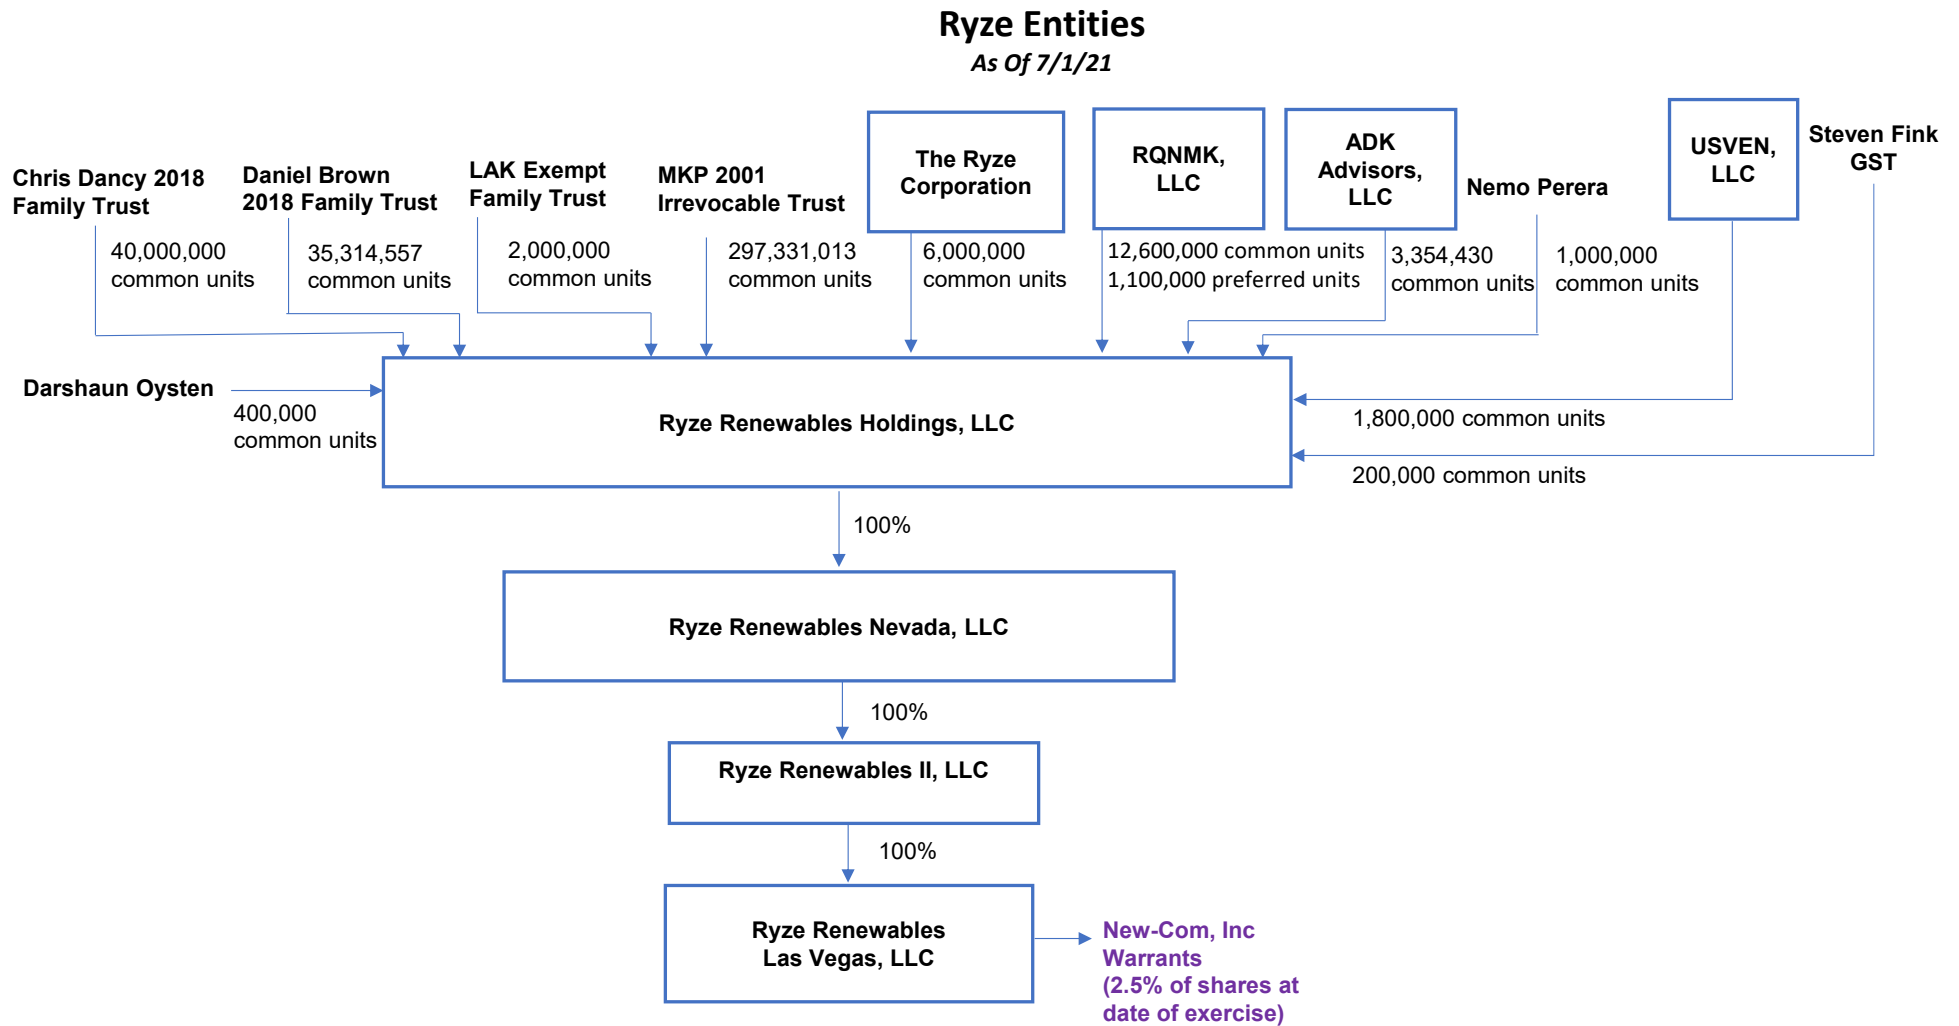 Ryze Entities
As Of 7/1/21
Chris Dancy 2018
Family Trust
40,000,000
common units
Daniel Brown
2018 Family Trust
35,314,557
common units
LAK Exempt
Family Trust
2,000,000
common units
MKP 2001
Irrevocable Trust
297,331,013
common units
The Ryze
Corporation
6,000,000
common units
RQNMK,
LLC
12,600,000 common units
1,100,000 preferred units
ADK
Advisors,
LLC
3,354,430
common units
Nemo Perera
1,000,000
common units
USVEN,
LLC
1,800,000 common units
Steven Fink
GST
200,000 common units
Darshaun Oysten
400,000
common units
Ryze Renewables Holdings, LLC
100%
Ryze Renewables Nevada, LLC
100%
Ryze Renewables II, LLC
100%
Ryze Renewables
Las Vegas, LLC
New-Com, Inc
Warrants
(2.5% of shares at
date of exercise)